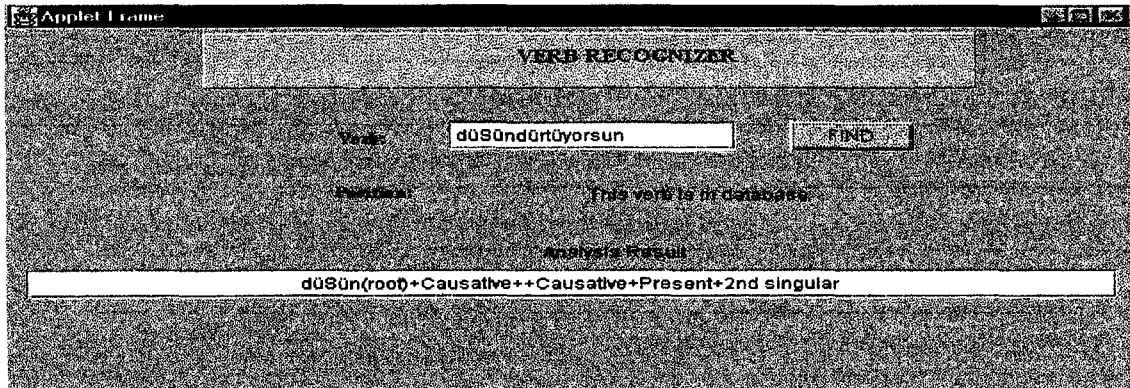 Applet Frame
VERB RECOGNIZER
Verb: düSündürtüyorsun FIND
This verb is in database.
Analysis Result
düSün(root)+Causative++Causative+Present+2nd singular